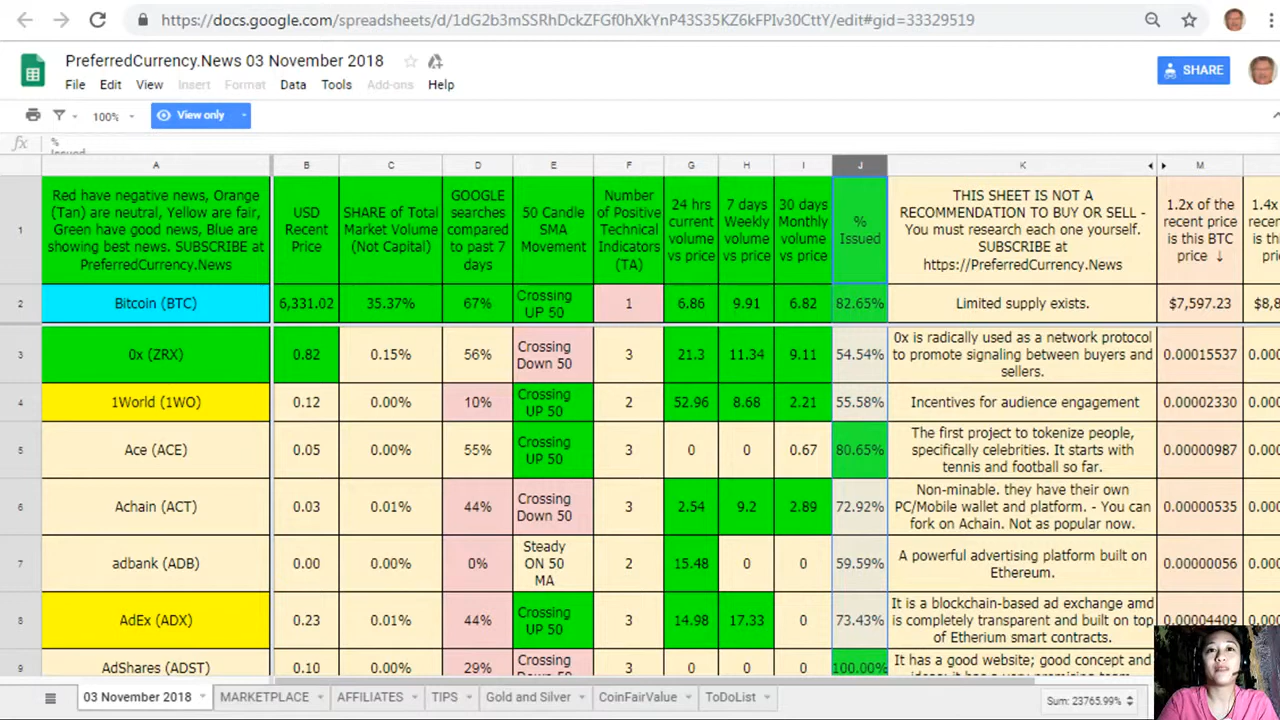 https://docs.google.com/spreadsheets/d/1dG2b3mSSRhDckZFGf0hXkYnP43S35KZ6kFPIv30CttY/edit#gid=33329519
PreferredCurrency.News 03 November 2018
SHARE
File Edit View Insert Format Data Tools Add-ons Help
100% View only
fx %
A B C D E F G H I J K M
1
Red have negative news, Orange
(Tan) are neutral, Yellow are fair,
Green have good news, Blue are
showing best news. SUBSCRIBE at
PreferredCurrency.News
USD
Recent
Price
SHARE of Total
Market Volume
(Not Capital)
GOOGLE
searches
compared
to past 7
days
50 Candle
SMA
Movement
Number
of Positive
Technical
Indicators
(TA)
24 hrs
current
volume
vs price
7 days
Weekly
volume
vs price
30 days
Monthly
volume
vs price
%
Issued
THIS SHEET IS NOT A
RECOMMENDATION TO BUY OR SELL -
You must research each one yourself.
SUBSCRIBE at
https://PreferredCurrency.News
1.2x of the
recent price
is this BTC
price ↓
1.4x
2
Bitcoin (BTC)
6,331.02
35.37%
67%
Crossing
UP 50
1
6.86
9.91
6.82
82.65%
Limited supply exists.
$7,597.23
3
0x (ZRX)
0.82
0.15%
56%
Crossing
Down 50
3
21.3
11.34
9.11
54.54%
0x is radically used as a network protocol
to promote signaling between buyers and
sellers.
0.00015537
4
1World (1WO)
0.12
0.00%
10%
Crossing
UP 50
2
52.96
8.68
2.21
55.58%
Incentives for audience engagement
0.00002330
5
Ace (ACE)
0.05
0.00%
55%
Crossing
UP 50
3
0
0
0.67
80.65%
The first project to tokenize people,
specifically celebrities. It starts with
tennis and football so far.
0.00000987
6
Achain (ACT)
0.03
0.01%
44%
Crossing
Down 50
3
2.54
9.2
2.89
72.92%
Non-minable. they have their own
PC/Mobile wallet and platform. - You can
fork on Achain. Not as popular now.
0.00000535
7
adbank (ADB)
0.00
0.00%
0%
Steady
ON 50
MA
2
15.48
0
0
59.59%
A powerful advertising platform built on
Ethereum.
0.00000056
8
AdEx (ADX)
0.23
0.01%
44%
Crossing
UP 50
3
14.98
17.33
0
73.43%
It is a blockchain-based ad exchange amd
is completely transparent and built on top
of Etherium smart contracts.
0.00004409
9
AdShares (ADST)
0.10
0.00%
29%
Crossing
3
0
0
0
100.00%
It has a good website; good concept and
03 November 2018 MARKETPLACE AFFILIATES TIPS Gold and Silver CoinFairValue ToDoList
Sum: 23765.99%